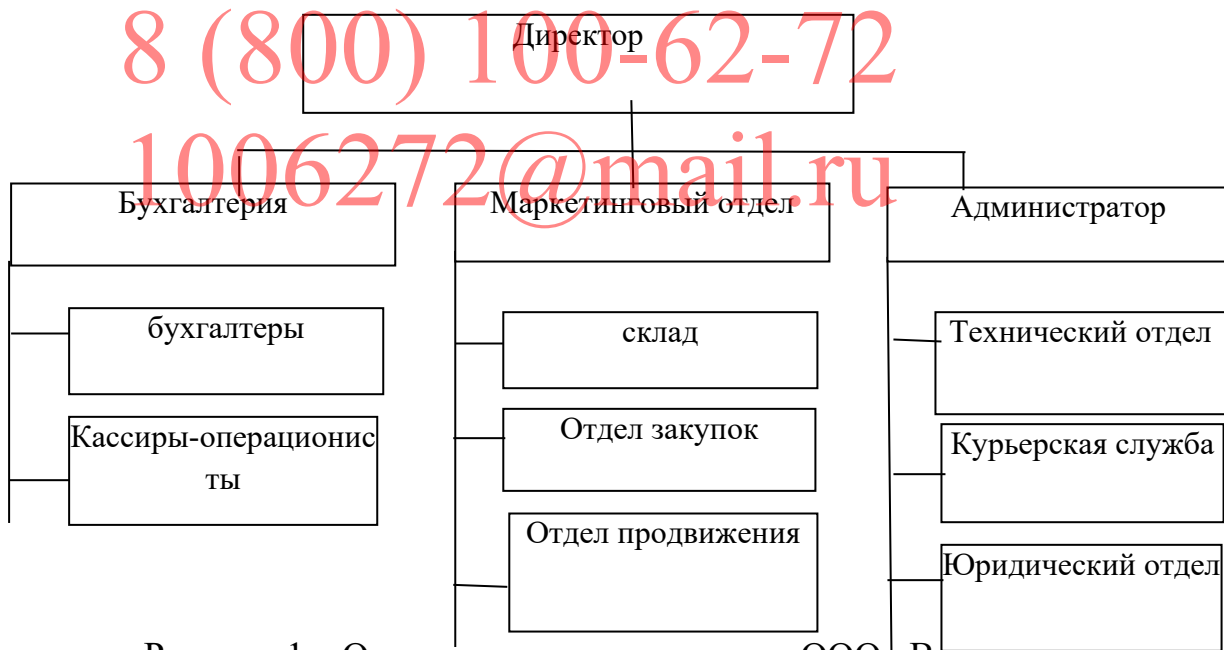 8 (800) 100-62-72
Директор
1006272@mail.ru
Бухгалтерия
Маркетинговый отдел
Администратор
бухгалтеры
склад
Технический отдел
Кассиры-операционис
ты
Отдел закупок
Курьерская служба
Отдел продвижения
Юридический отдел